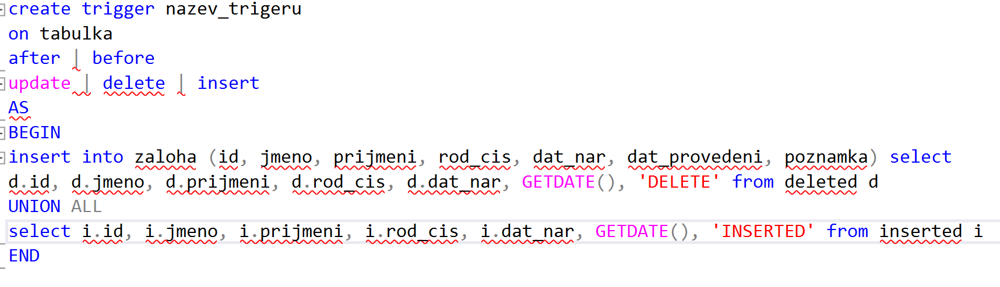 create trigger nazev_trigeru
on tabulka
after | before
update | delete | insert
AS
BEGIN
insert into zaloha (id, jmeno, prijmeni, rod_cis, dat_nar, dat_provedeni, poznamka) select
d.id, d.jmeno, d.prijmeni, d.rod_cis, d.dat_nar, GETDATE(), 'DELETE' from deleted d
UNION ALL
select i.id, i.jmeno, i.prijmeni, i.rod_cis, i.dat_nar, GETDATE(), 'INSERTED' from inserted i
END